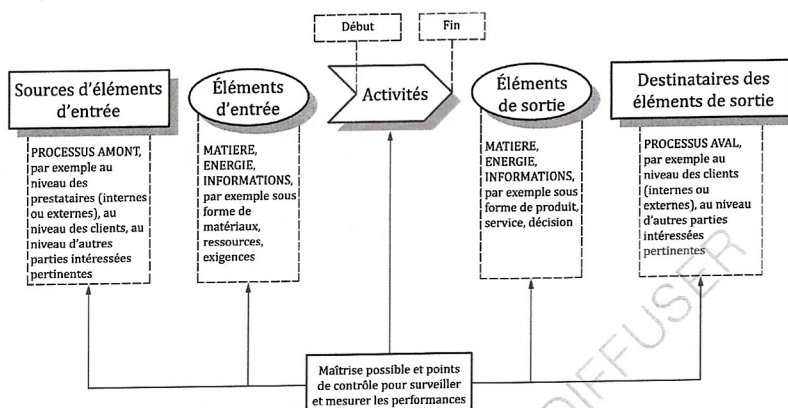 Début
Fin
Sources d'éléments
d'entrée
Éléments
d'entrée
Activités
Éléments
de sortie
Destinataires des
éléments de sortie
PROCESSUS AMONT,
par exemple au
niveau des
prestataires (internes
ou externes), au
niveau des clients, au
niveau d'autres
parties intéressées
pertinentes
MATIERE,
ENERGIE,
INFORMATIONS,
par exemple sous
forme de
matériaux,
ressources,
exigences
MATIERE,
ENERGIE,
INFORMATIONS,
par exemple sous
forme de produit,
service, décision
PROCESSUS AVAL,
par exemple au
niveau des clients
(internes ou
externes), au niveau
d'autres parties
intéressées
pertinentes
Maîtrise possible et points
de contrôle pour surveiller
et mesurer les performances
DIFFUSER